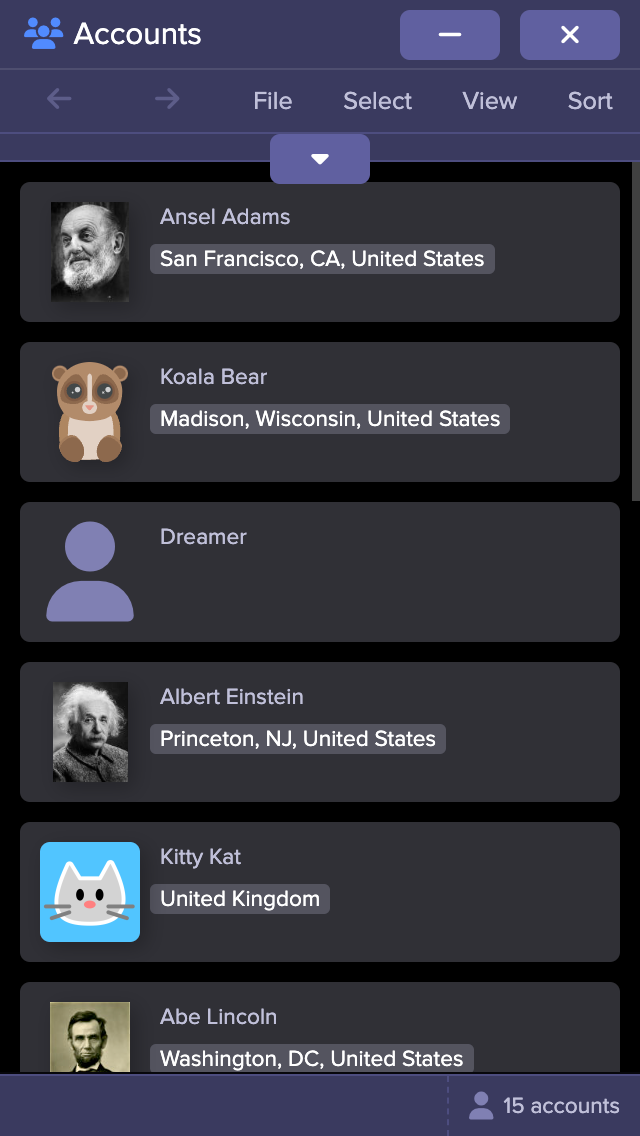 Accounts
File Select View Sort
Ansel Adams
San Francisco, CA, United States
Koala Bear
Madison, Wisconsin, United States
Dreamer
Albert Einstein
Princeton, NJ, United States
Kitty Kat
United Kingdom
Abe Lincoln
Washington, DC, United States
15 accounts